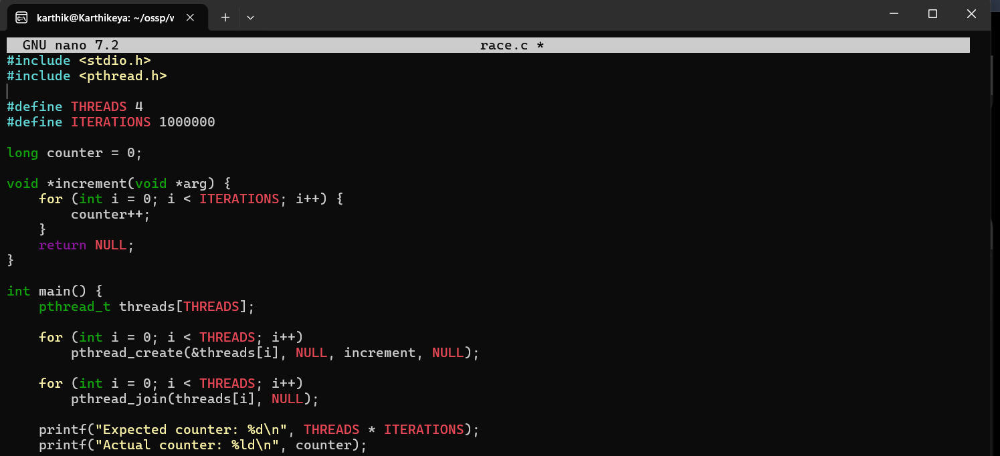 karthik@Karthikeya: ~/ossp/v
GNU nano 7.2 race.c *
#include <stdio.h>
#include <pthread.h>
#define THREADS 4
#define ITERATIONS 1000000
long counter = 0;
void *increment(void *arg) {
    for (int i = 0; i < ITERATIONS; i++) {
        counter++;
    }
    return NULL;
}
int main() {
    pthread_t threads[THREADS];
    for (int i = 0; i < THREADS; i++)
        pthread_create(&threads[i], NULL, increment, NULL);
    for (int i = 0; i < THREADS; i++)
        pthread_join(threads[i], NULL);
    printf("Expected counter: %d\n", THREADS * ITERATIONS);
    printf("Actual counter: %ld\n", counter);